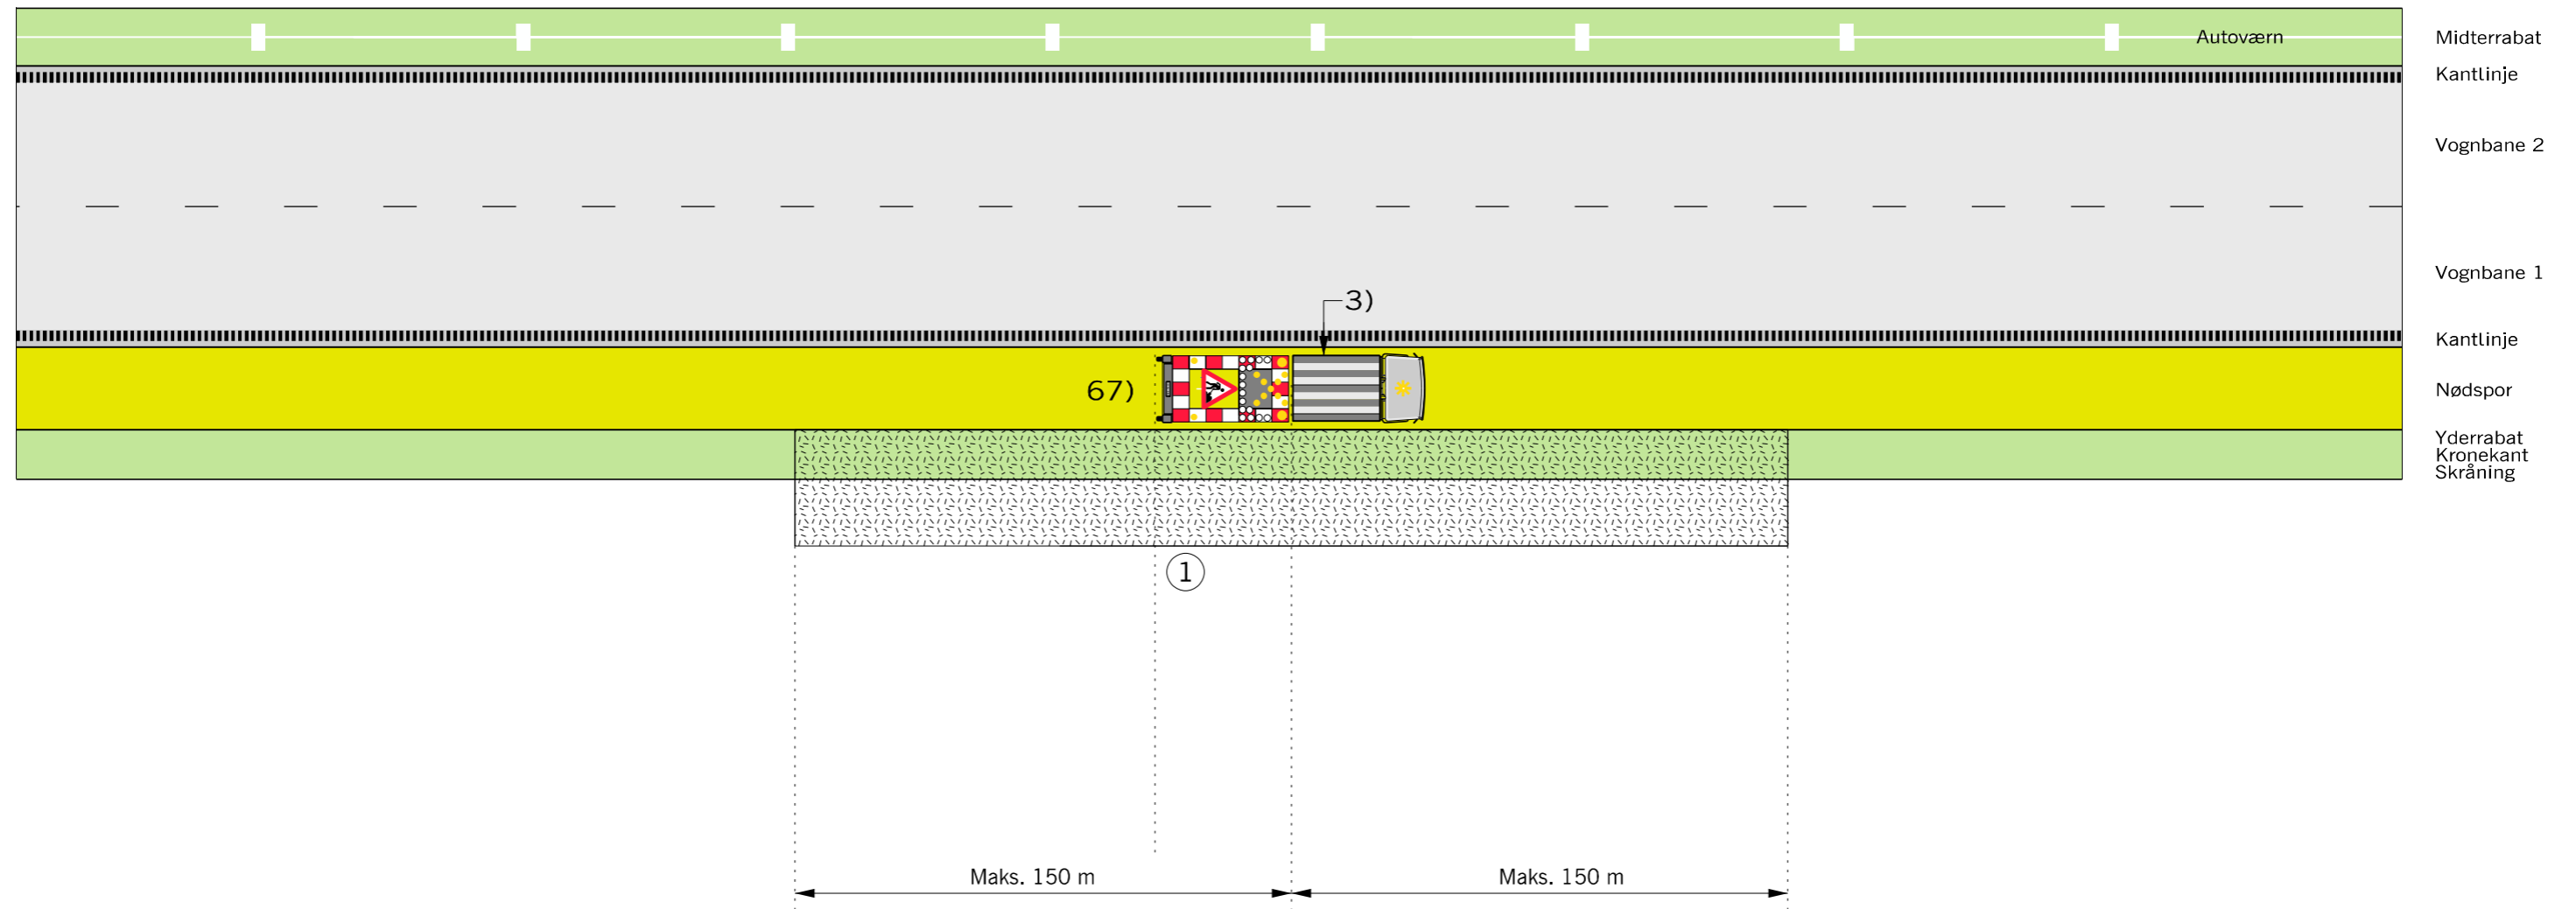 Autoværn
Midterrabat
Kantlinje
Vognbane 2
Vognbane 1
3)
Kantlinje
67)
Nødspor
Yderrabat
Kronekant
Skråning
1
Maks. 150 m
Maks. 150 m